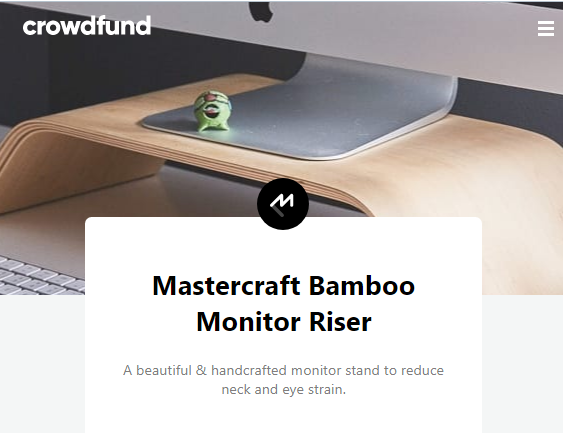 crowdfund
Mastercraft Bamboo
Monitor Riser
A beautiful & handcrafted monitor stand to reduce
neck and eye strain.